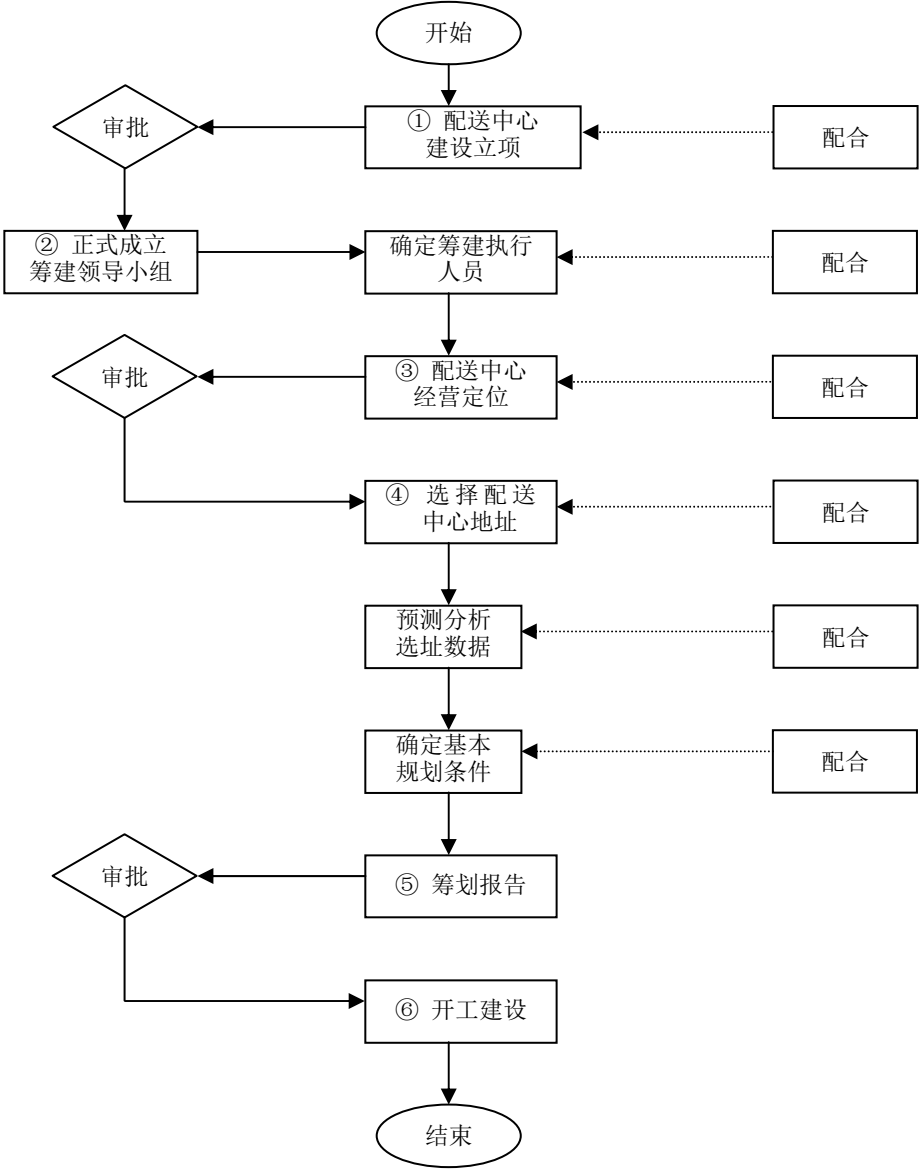 开始
审批
① 配送中心
建设立项
配合
② 正式成立
筹建领导小组
确定筹建执行
人员
配合
审批
③ 配送中心
经营定位
配合
④ 选择配送
中心地址
配合
预测分析
选址数据
配合
确定基本
规划条件
配合
审批
⑤ 筹划报告
⑥ 开工建设
结束